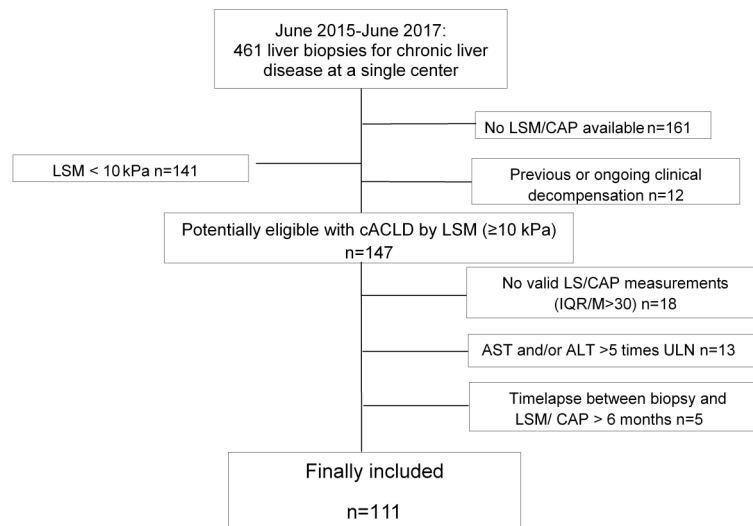 June 2015-June 2017:
461 liver biopsies for chronic liver
disease at a single center
No LSM/CAP available n=161
LSM < 10 kPa n=141
Previous or ongoing clinical
decompensation n=12
Potentially eligible with cACLD by LSM (≥10 kPa)
n=147
No valid LS/CAP measurements
(IQR/M>30) n=18
AST and/or ALT >5 times ULN n=13
Timelapse between biopsy and
LSM/ CAP > 6 months n=5
Finally included
n=111